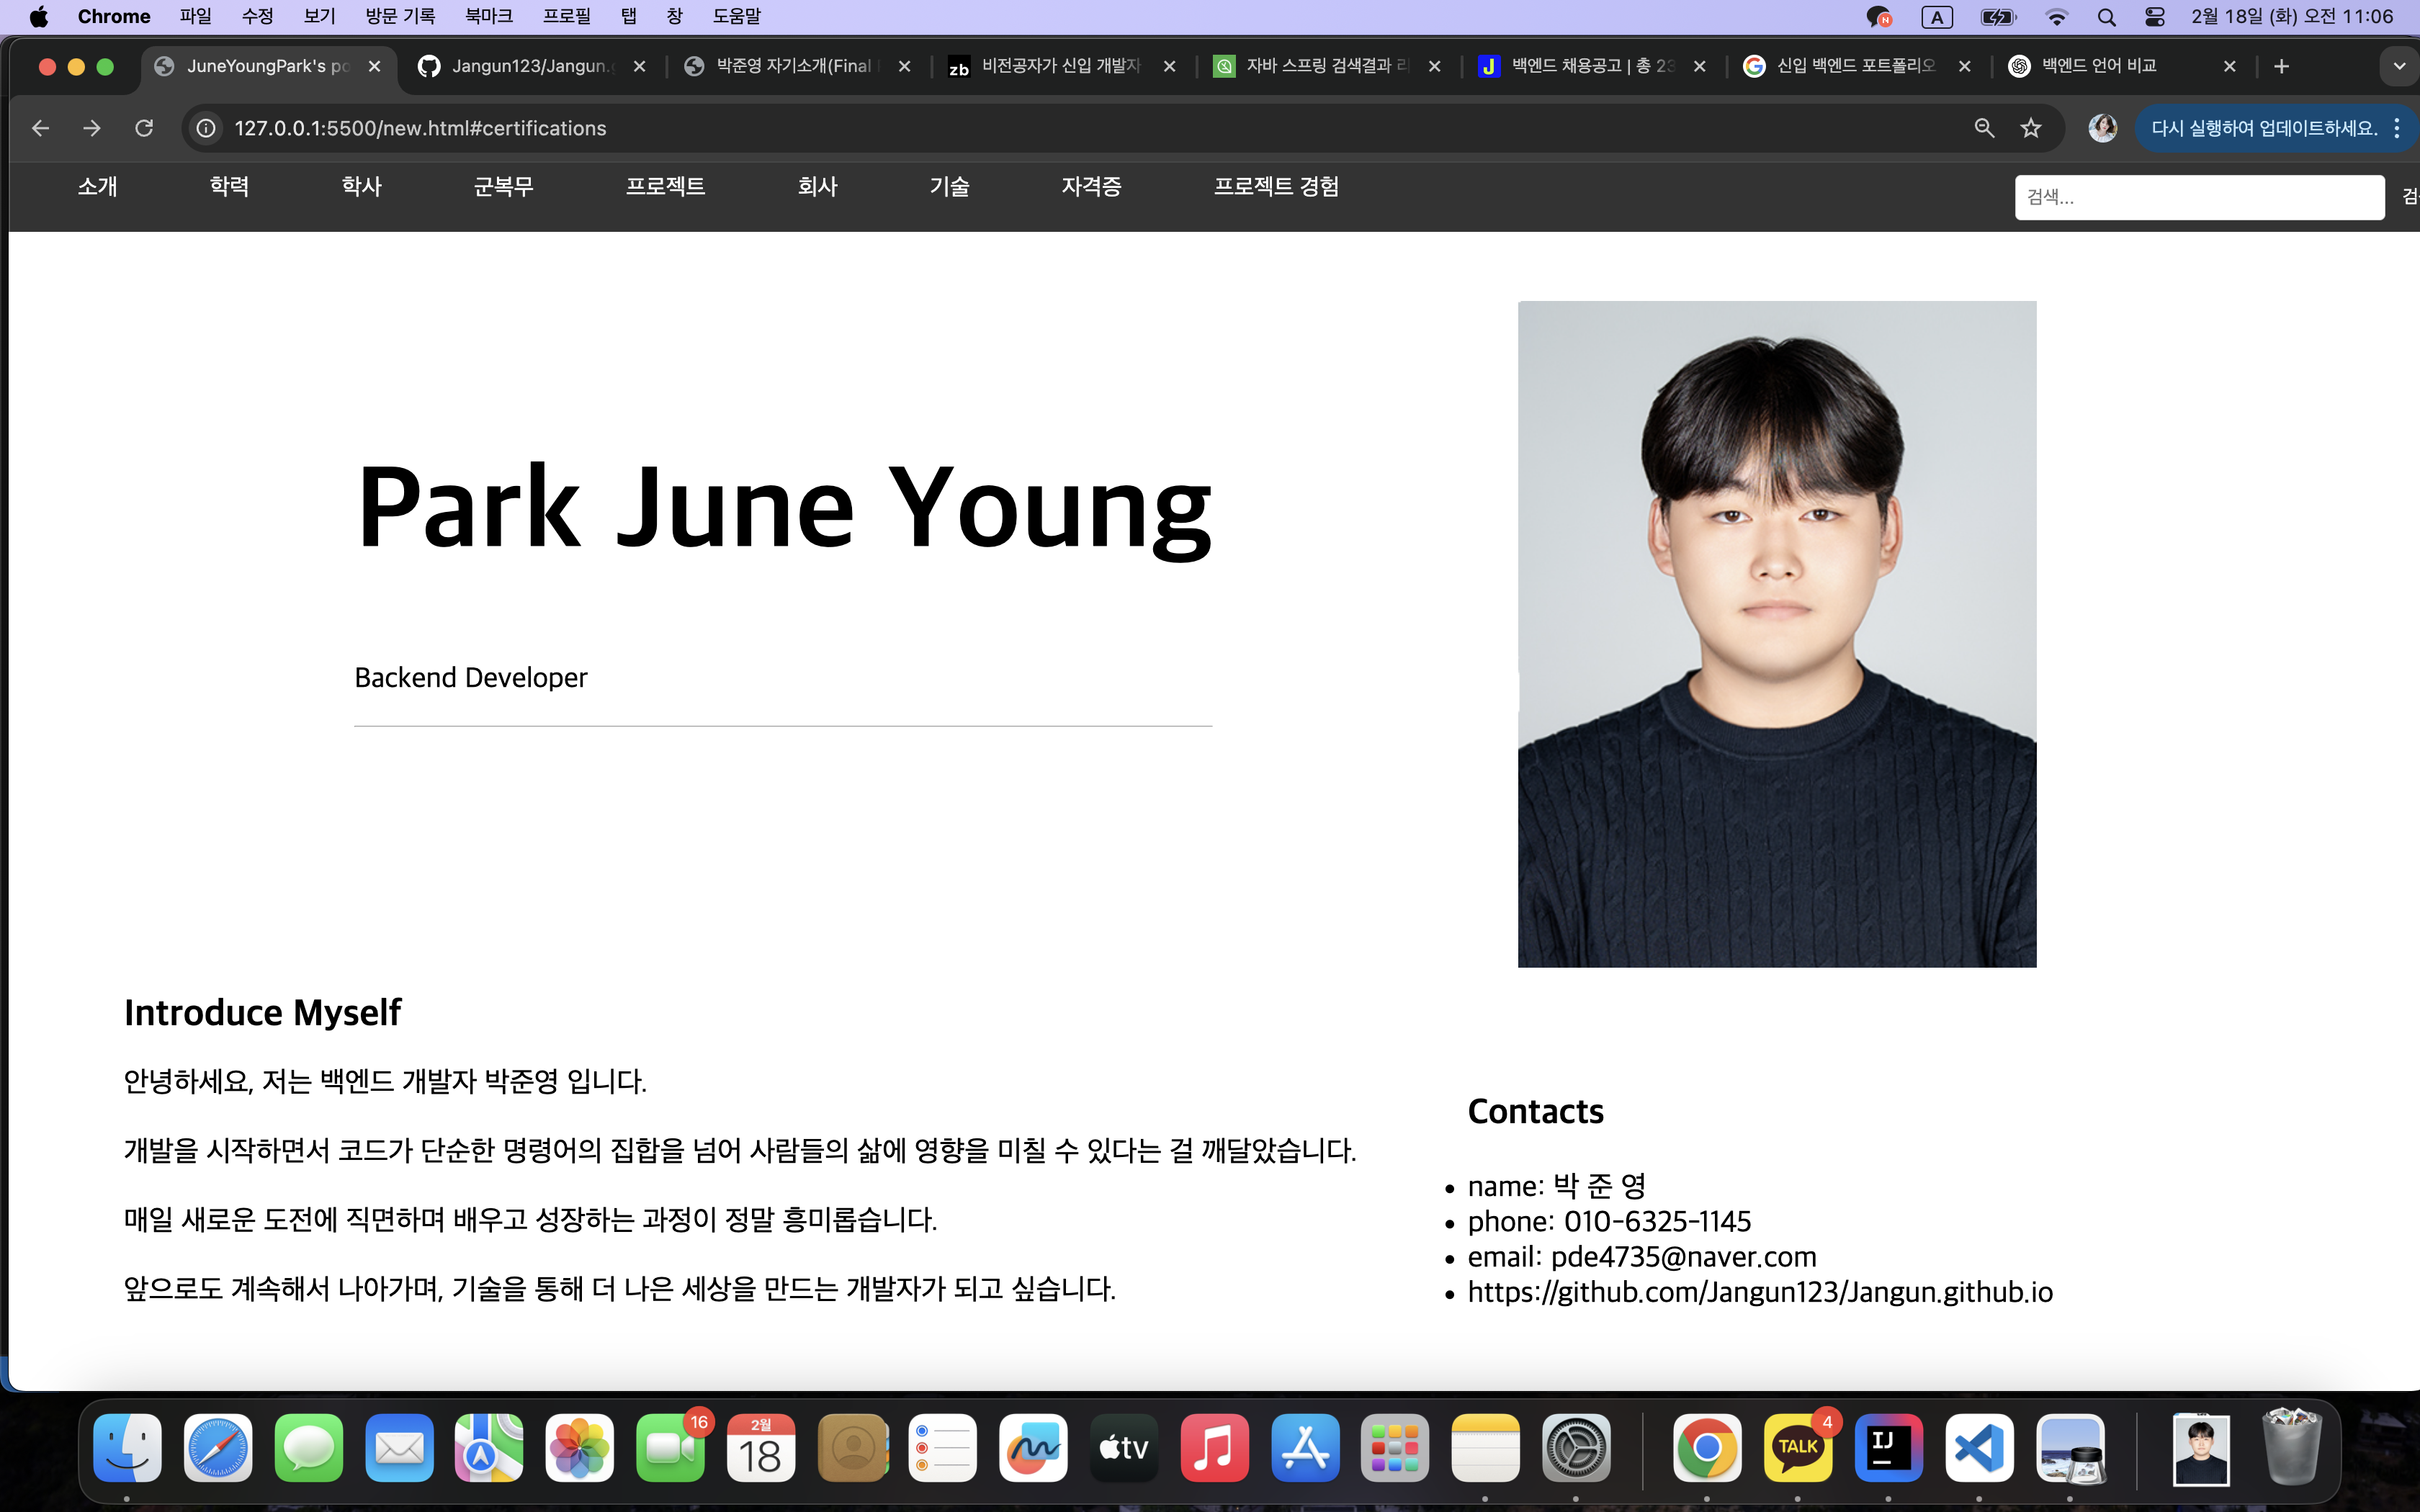 Chrome 파일 수정 보기 방문 기록 북마크 프로필 탭 창 도움말 A 2월 18일 (화) 오전 11:06
JuneYoungPark's po Jangun123/Jangun.g 박준영 자기소개(Final zb 비전공자가 신입 개발자 자바 스프링 검색결과 J 백엔드 채용공고 | 총 23 신입 백엔드 포트폴리오 백엔드 언어 비교
127.0.0.1:5500/new.html#certifications 다시 실행하여 업데이트하세요.
소개 학력 학사 군복무 프로젝트 회사 기술 자격증 프로젝트 경험 검색...
Park June Young
Backend Developer
Introduce Myself
안녕하세요, 저는 백엔드 개발자 박준영 입니다.
개발을 시작하면서 코드가 단순한 명령어의 집합을 넘어 사람들의 삶에 영향을 미칠 수 있다는 걸 깨달았습니다.
매일 새로운 도전에 직면하며 배우고 성장하는 과정이 정말 흥미롭습니다.
앞으로도 계속해서 나아가며, 기술을 통해 더 나은 세상을 만드는 개발자가 되고 싶습니다.
Contacts
name: 박 준 영
phone: 010-6325-1145
email: pde4735@naver.com
https://github.com/Jangun123/Jangun.github.io
16 2월 18 tv TALK 4 IJ